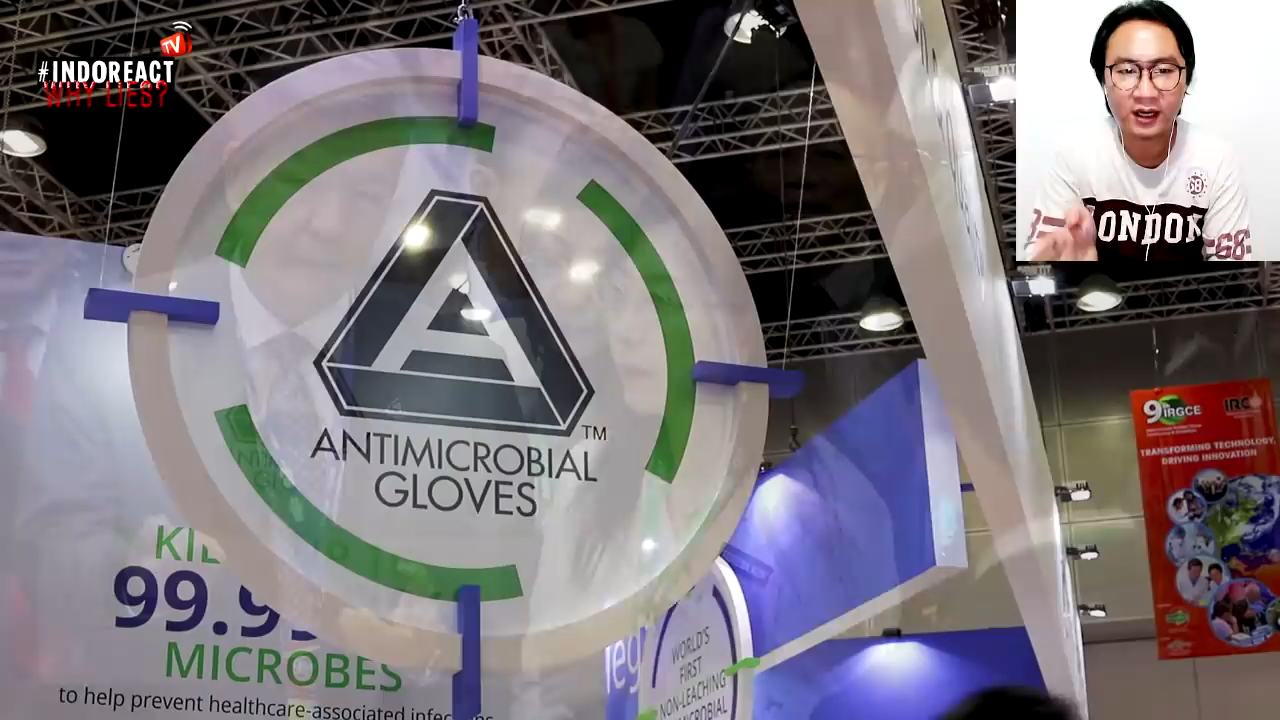 TV
#INDOREACT
WHY LIES?
68
LONDON
68
9 IRGCE
TRANSFORMING TECHNOLOGY,
DRIVING INNOVATION
ANTIMICROBIAL
GLOVES
TM
99.9
MICROBES
to help prevent healthcare-associated
WORLD'S
FIRST
NON-LEACHING